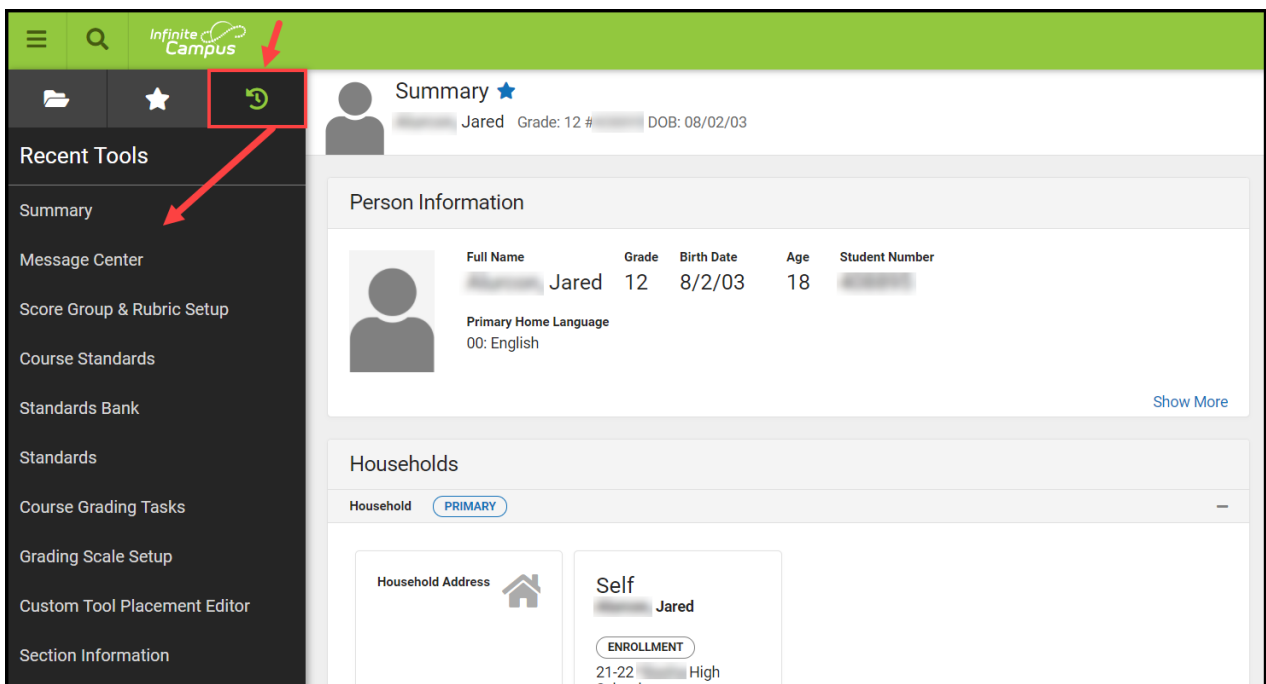 Infinite
Campus
Recent Tools
Summary
Message Center
Score Group & Rubric Setup
Course Standards
Standards Bank
Standards
Course Grading Tasks
Grading Scale Setup
Custom Tool Placement Editor
Section Information
Summary
Jared Grade: 12 # DOB: 08/02/03
Person Information
Full Name Grade Birth Date Age Student Number
, Jared 12 8/2/03 18
Primary Home Language
00: English
Show More
Households
Household PRIMARY
Household Address
Self
, Jared
ENROLLMENT
21-22 High